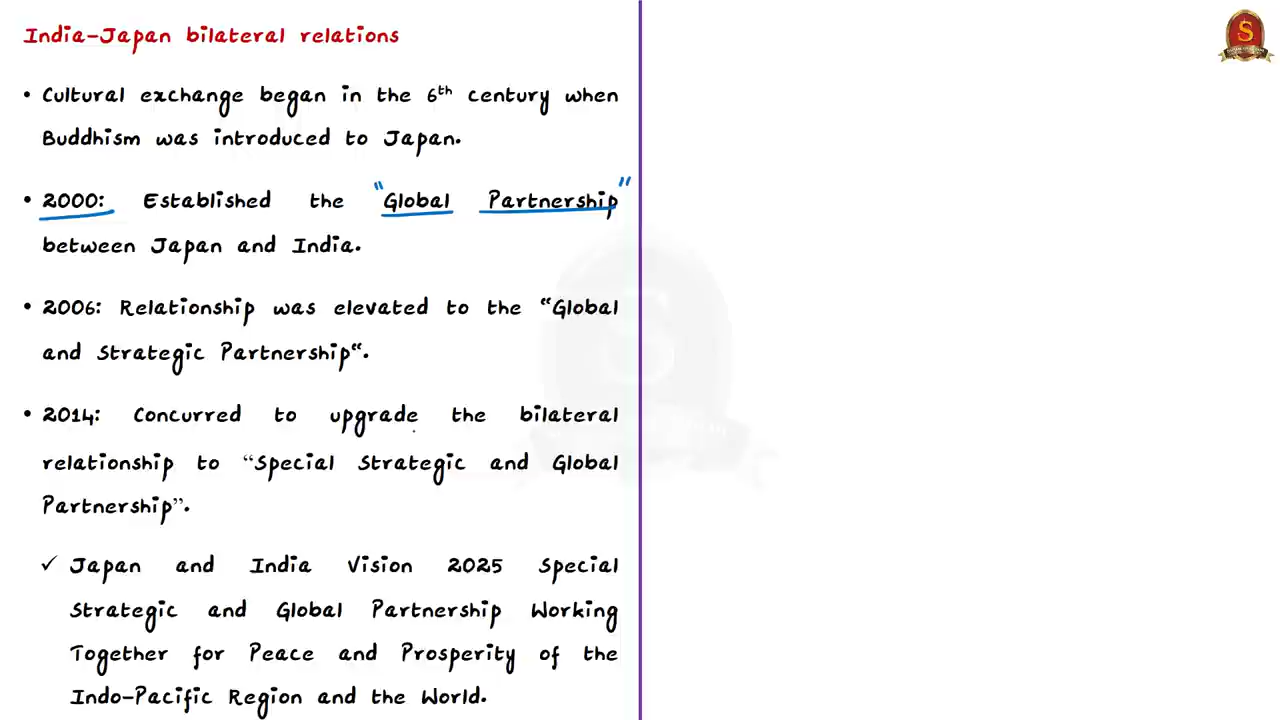 India-Japan bilateral relations
• Cultural exchange began in the 6th century when
Buddhism was introduced to Japan.
• 2000: Established the "Global Partnership"
between Japan and India.
• 2006: Relationship was elevated to the “Global
and Strategic Partnership“.
• 2014: Concurred to upgrade the bilateral
relationship to “Special Strategic and Global
Partnership”.
✓ Japan and India Vision 2025 Special
Strategic and Global Partnership Working
Together for Peace and Prosperity of the
Indo-Pacific Region and the World.
S